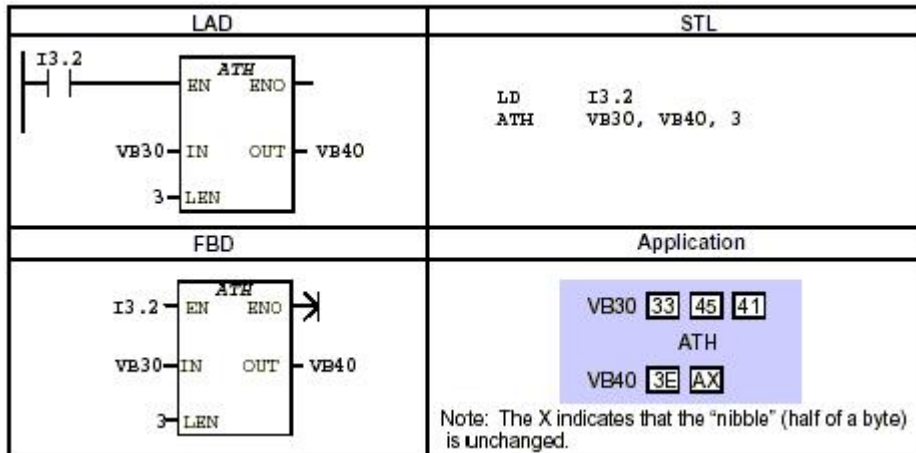 LAD
I3.2
ATH
EN ENO
VB30 IN OUT VB40
3 LEN
STL
LD I3.2
ATH VB30, VB40, 3
FBD
ATH
I3.2 EN ENO
VB30 IN OUT VB40
3 LEN
Application
VB30 33 45 41
ATH
VB40 3E AX
Note: The X indicates that the “nibble” (half of a byte)
is unchanged.